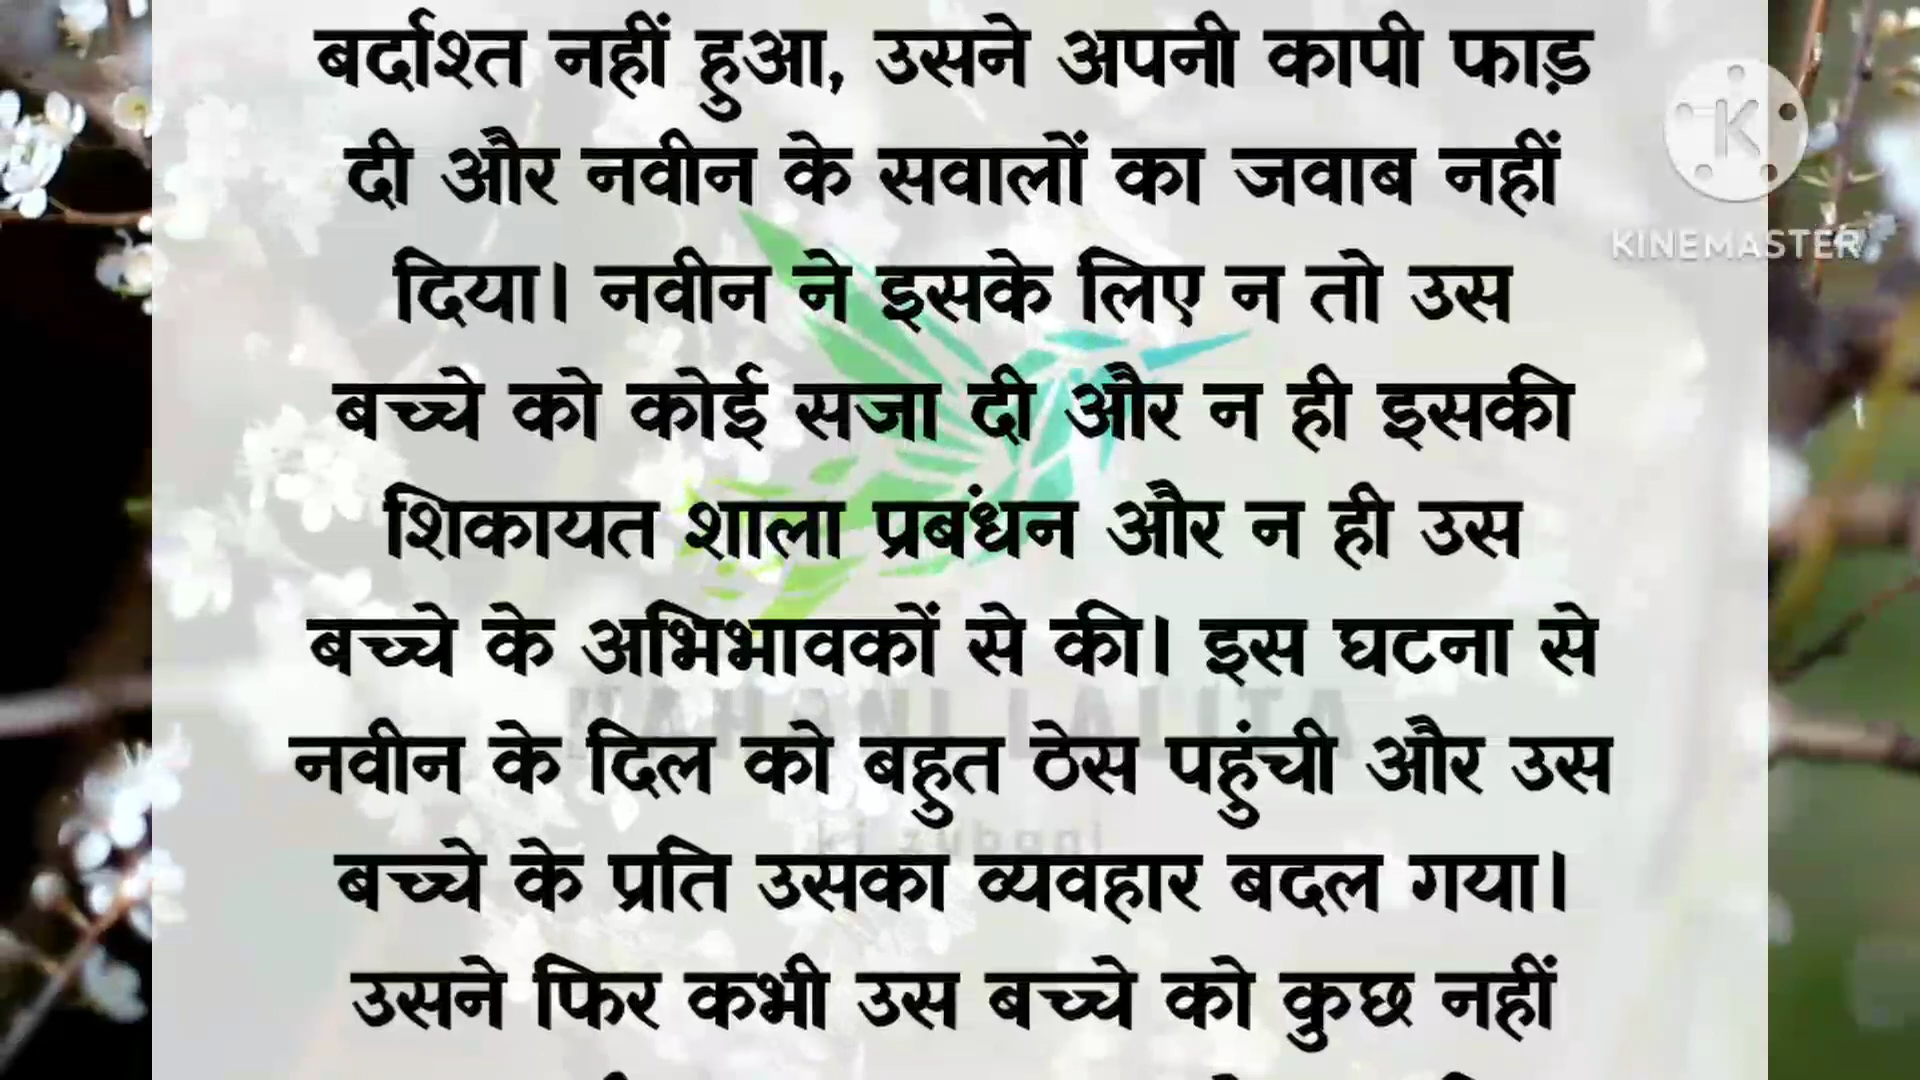 बर्दाश्त नहीं हुआ, उसने अपनी कापी फाड़
दी और नवीन के सवालों का जवाब नहीं
दिया। नवीन ने इसके लिए न तो उस
बच्चे को कोई सजा दी और न ही इसकी
शिकायत शाला प्रबंधन और न ही उस
बच्चे के अभिभावकों से की। इस घटना से
नवीन के दिल को बहुत ठेस पहुंची और उस
बच्चे के प्रति उसका व्यवहार बदल गया।
उसने फिर कभी उस बच्चे को कुछ नहीं
K
KINEMASTER
ki zubani